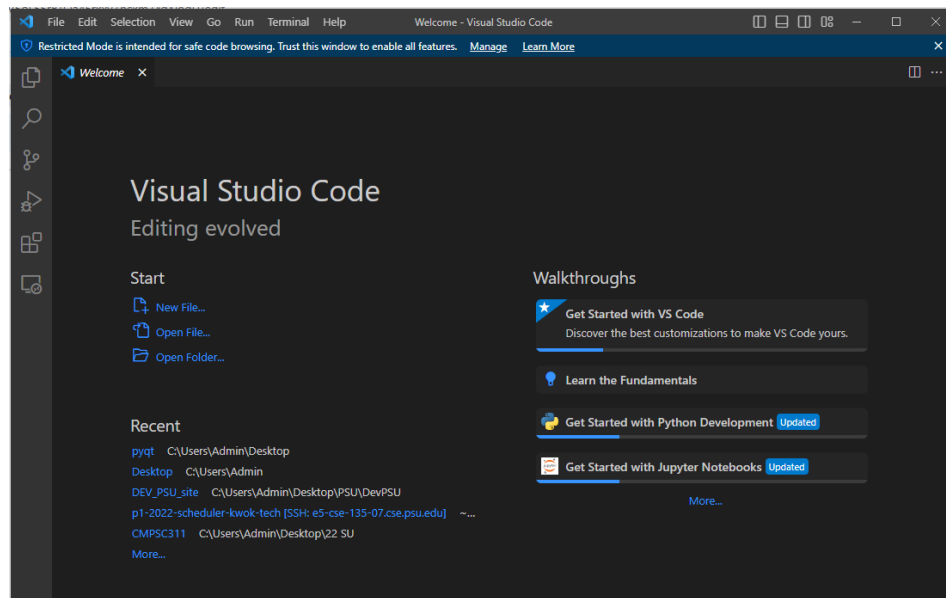 File Edit Selection View Go Run Terminal Help Welcome - Visual Studio Code
Restricted Mode is intended for safe code browsing. Trust this window to enable all features. Manage Learn More
Welcome
Visual Studio Code
Editing evolved
Start
New File...
Open File...
Open Folder...
Recent
pyqt C:\Users\Admin\Desktop
Desktop C:\Users\Admin
DEV_PSU_site C:\Users\Admin\Desktop\PSU\DevPSU
p1-2022-scheduler-kwok-tech [SSH: e5-cse-135-07.cse.psu.edu] ~...
CMPSC311 C:\Users\Admin\Desktop\22 SU
More...
Walkthroughs
Get Started with VS Code
Discover the best customizations to make VS Code yours.
Learn the Fundamentals
Get Started with Python Development Updated
Get Started with Jupyter Notebooks Updated
More...